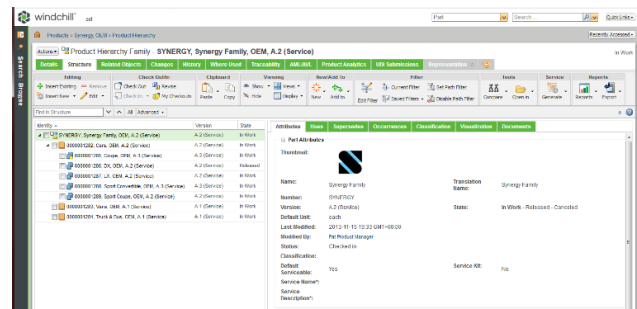 windchill
Part
Search...
Quick Links
Products > Synergy, OEM > Product Hierarchy
Recently Accessed
Actions Product Hierarchy Family - SYNERGY, Synergy Family, OEM, A.2 (Service)
In Work
Details Structure Related Objects Changes History Where Used Traceability AML/AVL Product Analytics UDI Submissions Representation
Search Browse
Editing Check Out/In Clipboard Viewing New/Add to Filter Tools Service Reports
Insert Existing Remove Check Out Revise Show Views Current Filter Set Path Filter
Insert New Edit Check In My Checkouts Paste Copy Hide Display New Add to Edit Filter Saved Filters Disable Path Filter Compare Open in Generate Reports Export
Find in Structure All Advanced
Identity Version State
SYNERGY, Synergy Family, OEM, A.2 (Service) A.2 (Service) In Work
0000001202, Cars, OEM, A.2 (Service) A.2 (Service) In Work
0000001205, Coupe, OEM, A.3 (Service) A.3 (Service) In Work
0000001206, DX, OEM, A.2 (Service) A.2 (Service) Released
0000001207, LX, OEM, A.2 (Service) A.2 (Service) In Work
0000001208, Sport Convertible, OEM, A.3 (Service) A.3 (Service) In Work
0000001209, Sport Coupe, OEM, A.2 (Service) A.2 (Service) In Work
0000001203, Vans, OEM, A.1 (Service) A.1 (Service) In Work
0000001201, Truck & Bus, OEM, A.1 (Service) A.1 (Service) In Work
Attributes Uses Supersedes Occurrences Classification Visualization Documents
Part Attributes
Thumbnail:
Name: Synergy Family Translation Name: Synergy Family
Number: SYNERGY
Version: A.2 (Service) State: In Work - Released - Canceled
Default Unit: each
Last Modified: 2013-11-15 19:33 GMT+00:00
Modified By: Pat Product Manager
Status: Checked in
Classification:
Default Serviceable: Yes Service Kit: No
Service Name*:
Service Description*: